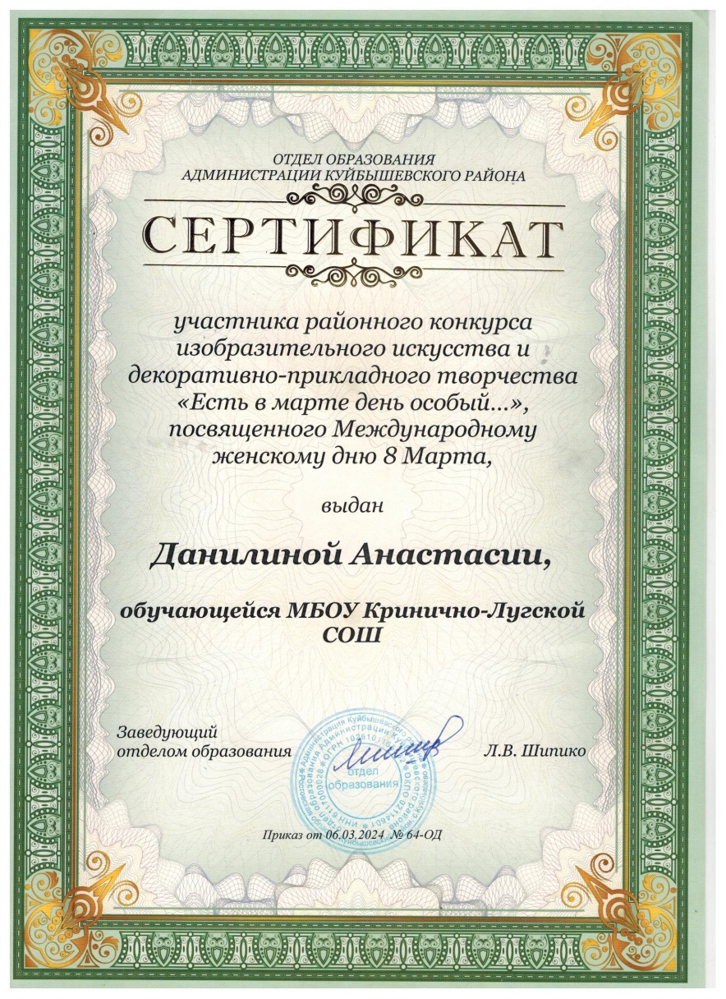 ОТДЕЛ ОБРАЗОВАНИЯ
АДМИНИСТРАЦИИ КУЙБЫШЕВСКОГО РАЙОНА
СЕРТИФИКАТ
участника районного конкурса
изобразительного искусства и
декоративно-прикладного творчества
«Есть в марте день особый...»,
посвященного Международному
женскому дню 8 Марта,
выдан
Данилиной Анастасии,
обучающейся МБОУ Кринично-Лугской
СОШ
Заведующий
отделом образования
Л.В. Шипико
отдел
образования
Приказ от 06.03.2024 № 64-ОД